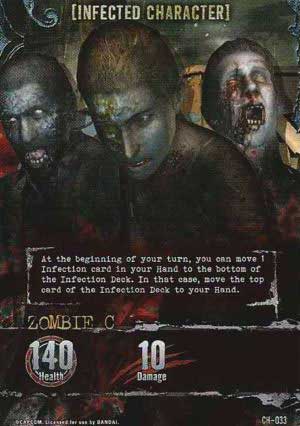 [INFECTED CHARACTER]
At the beginning of your turn, you can move 1
Infection card in your Hand to the bottom of
the Infection Deck. In that case, move the top
card of the Infection Deck to your Hand.
ZOMBIE C
140
Health
10
Damage
©CAPCOM. Licensed for use by BANDAI.
CH-033